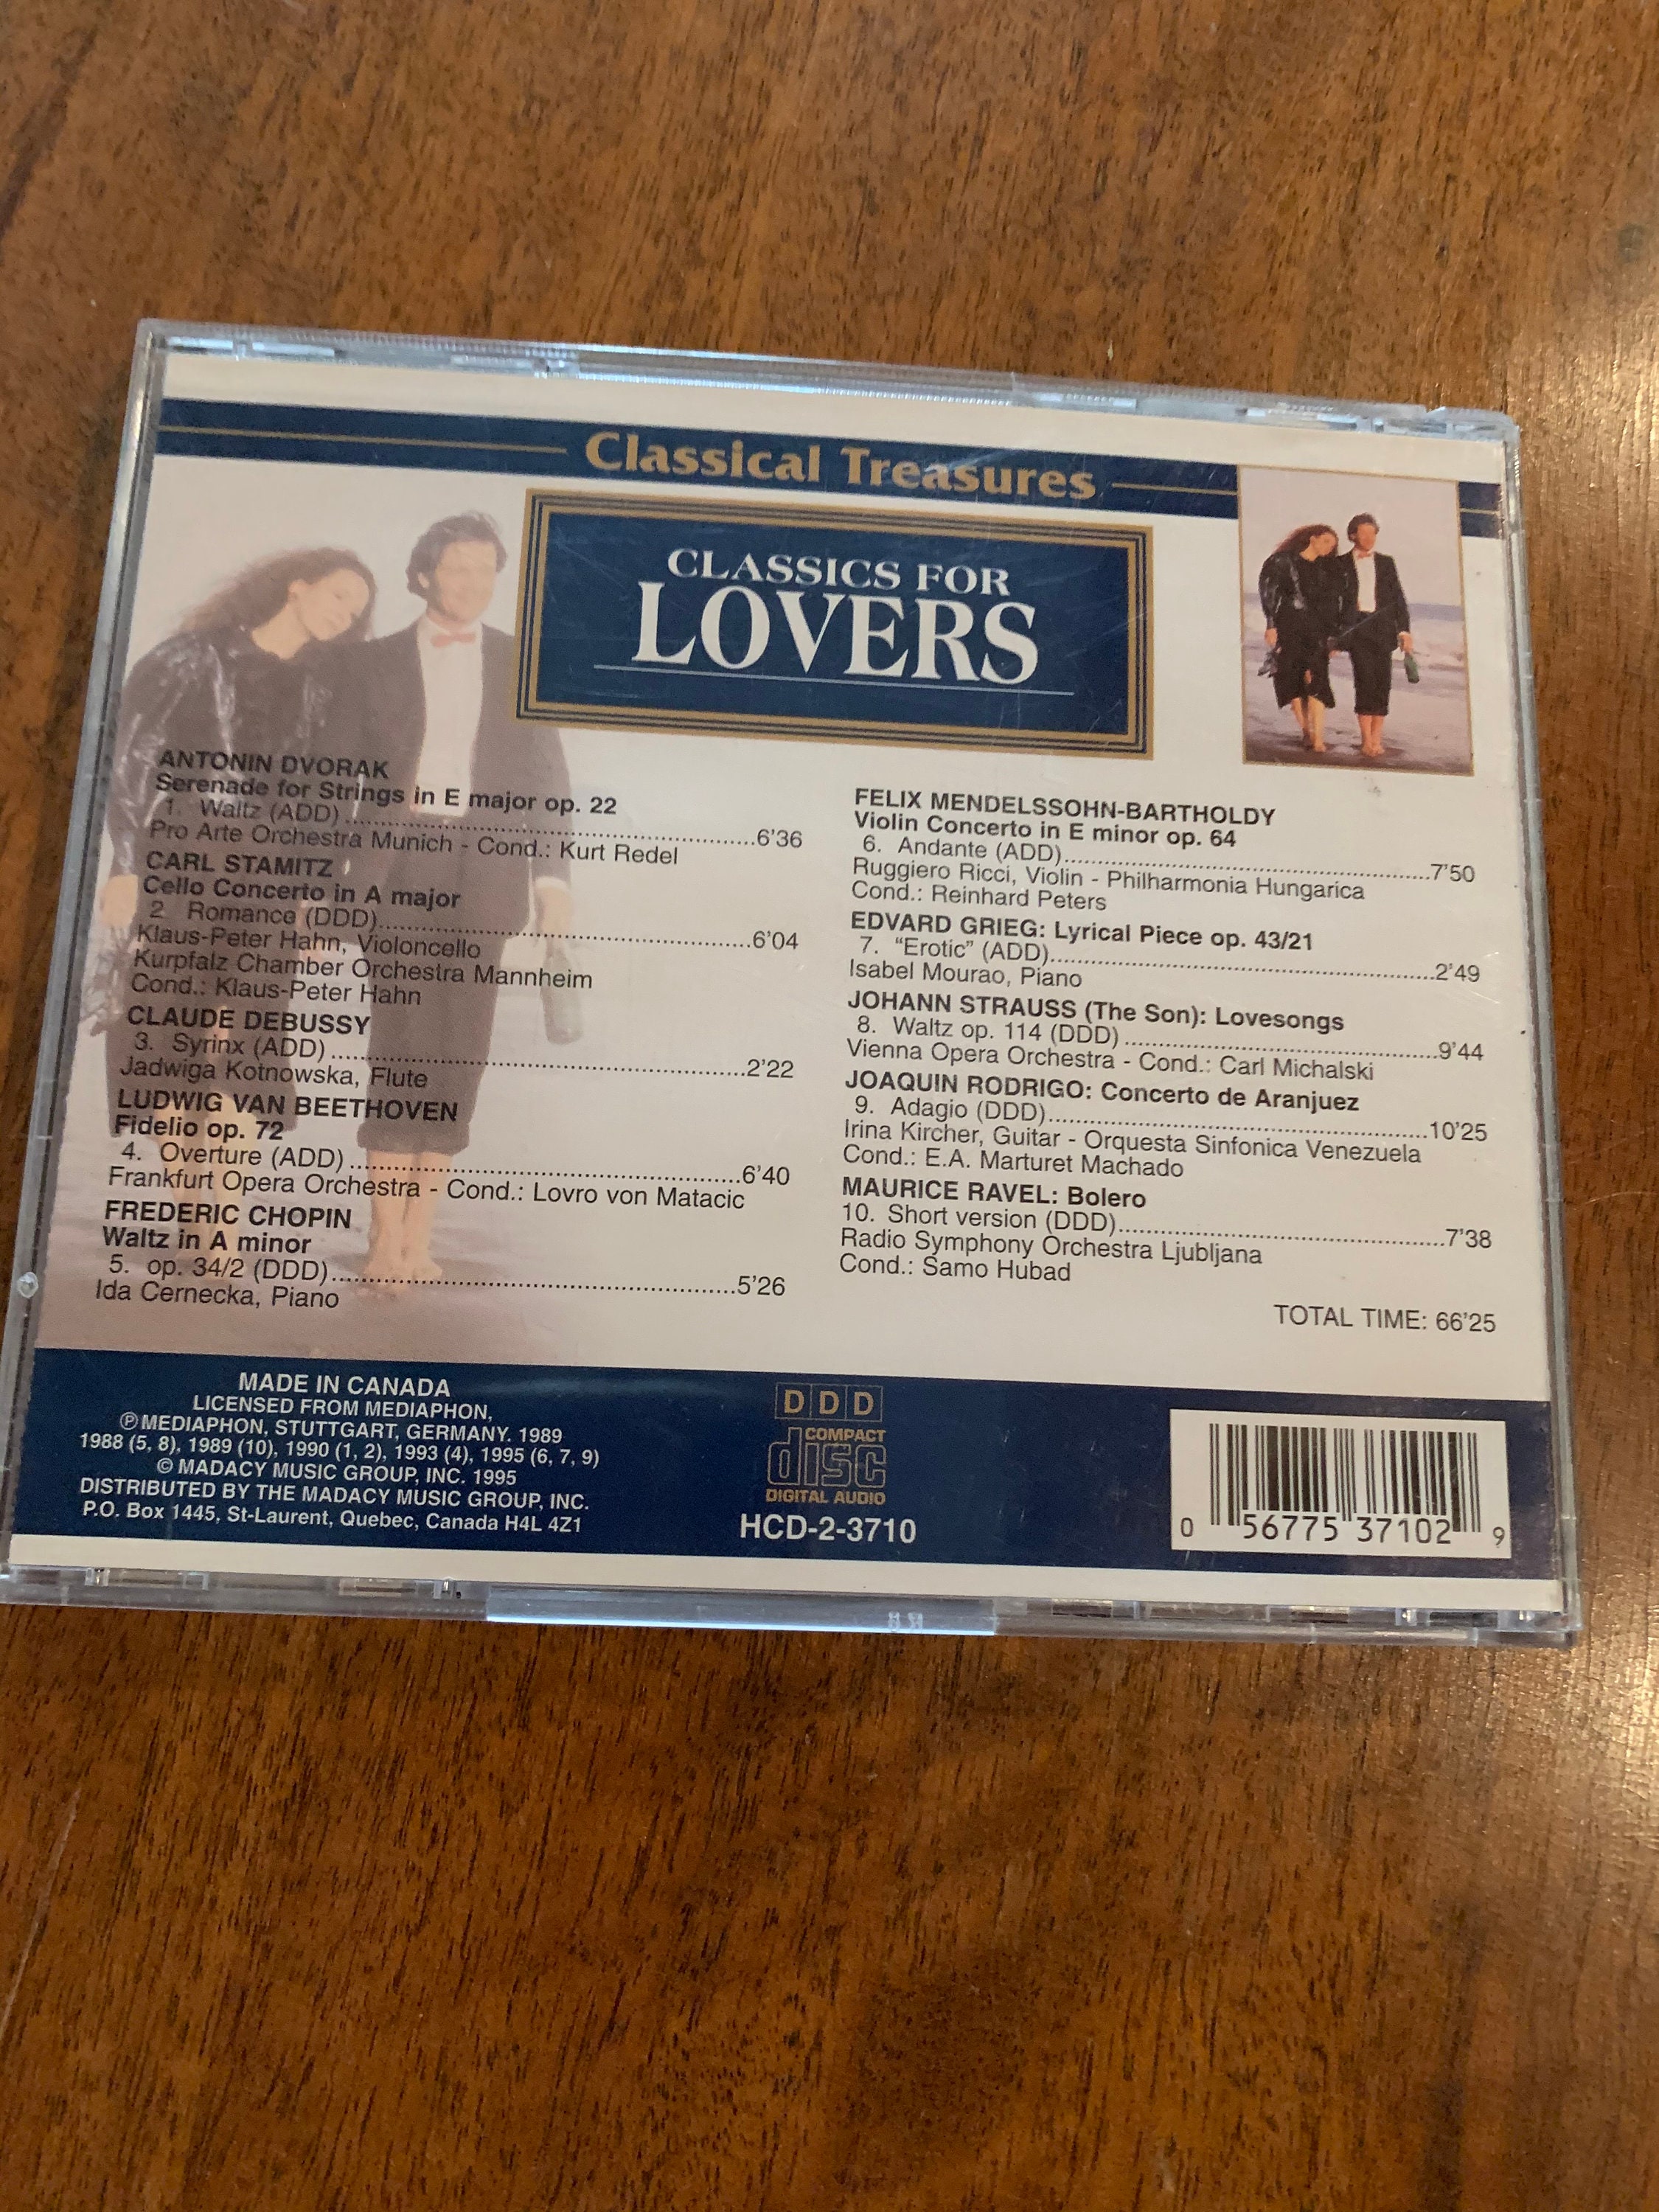 Classical Treasures
CLASSICS FOR
LOVERS
ANTONIN DVORAK
Serenade for Strings in E major op. 22
1. Waltz (ADD)..........6'36
Pro Arte Orchestra Munich - Cond.: Kurt Redel
CARL STAMITZ
Cello Concerto in A major
2 Romance (DDD)..........6'04
Klaus-Peter Hahn, Violoncello
Kurpfalz Chamber Orchestra Mannheim
Cond.: Klaus-Peter Hahn
CLAUDE DEBUSSY
3. Syrinx (ADD)..........2'22
Jadwiga Kotnowska, Flute
LUDWIG VAN BEETHOVEN
Fidelio op. 72
4. Overture (ADD)..........6'40
Frankfurt Opera Orchestra - Cond.: Lovro von Matacic
FREDERIC CHOPIN
Waltz in A minor
5. op. 34/2 (DDD)..........5'26
Ida Cernecka, Piano
FELIX MENDELSSOHN-BARTHOLDY
Violin Concerto in E minor op. 64
6. Andante (ADD)..........7'50
Ruggiero Ricci, Violin - Philharmonia Hungarica
Cond.: Reinhard Peters
EDVARD GRIEG: Lyrical Piece op. 43/21
7. “Erotic” (ADD)..........2'49
Isabel Mourao, Piano
JOHANN STRAUSS (The Son): Lovesongs
8. Waltz op. 114 (DDD)..........9'44
Vienna Opera Orchestra - Cond.: Carl Michalski
JOAQUIN RODRIGO: Concerto de Aranjuez
9. Adagio (DDD)..........10'25
Irina Kircher, Guitar - Orquesta Sinfonica Venezuela
Cond.: E.A. Marturet Machado
MAURICE RAVEL: Bolero
10. Short version (DDD)..........7'38
Radio Symphony Orchestra Ljubljana
Cond.: Samo Hubad
TOTAL TIME: 66'25
MADE IN CANADA
LICENSED FROM MEDIAPHON,
℗ MEDIAPHON, STUTTGART, GERMANY. 1989
1988 (5, 8), 1989 (10), 1990 (1, 2), 1993 (4), 1995 (6, 7, 9)
© MADACY MUSIC GROUP, INC. 1995
DISTRIBUTED BY THE MADACY MUSIC GROUP, INC.
P.O. Box 1445, St-Laurent, Quebec, Canada H4L 4Z1
DDD
COMPACT
disc
DIGITAL AUDIO
HCD-2-3710
0 56775 37102 9